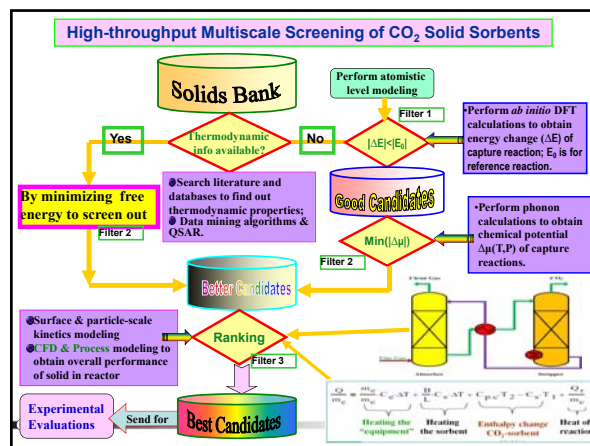 High-throughput Multiscale Screening of CO2 Solid Sorbents
Solids Bank
Perform atomistic
level modeling
Filter 1
Yes
Thermodynamic
info available?
No
|ΔE|<|E0|
•Perform ab initio DFT
calculations to obtain
energy change (ΔE) of
capture reaction; E0 is for
reference reaction.
By minimizing free
energy to screen out
Filter 2
Search literature and
databases to find out
thermodynamic properties;
Data mining algorithms &
QSAR.
Good Candidates
Min(|Δμ|)
Filter 2
•Perform phonon
calculations to obtain
chemical potential
Δμ(T,P) of capture
reactions.
Better Candidates
Surface & particle-scale
kinetics modeling
CFD & Process modeling to
obtain overall performance
of solid in reactor
Ranking
Filter 3
Clean Gas
CO2
Absorber
Experimental
Evaluations
Send for
Best Candidates
Heating the
"equipment"
Heating
the sorbent
Enthalpy change
CO2-sorbent
Heat of
reaction